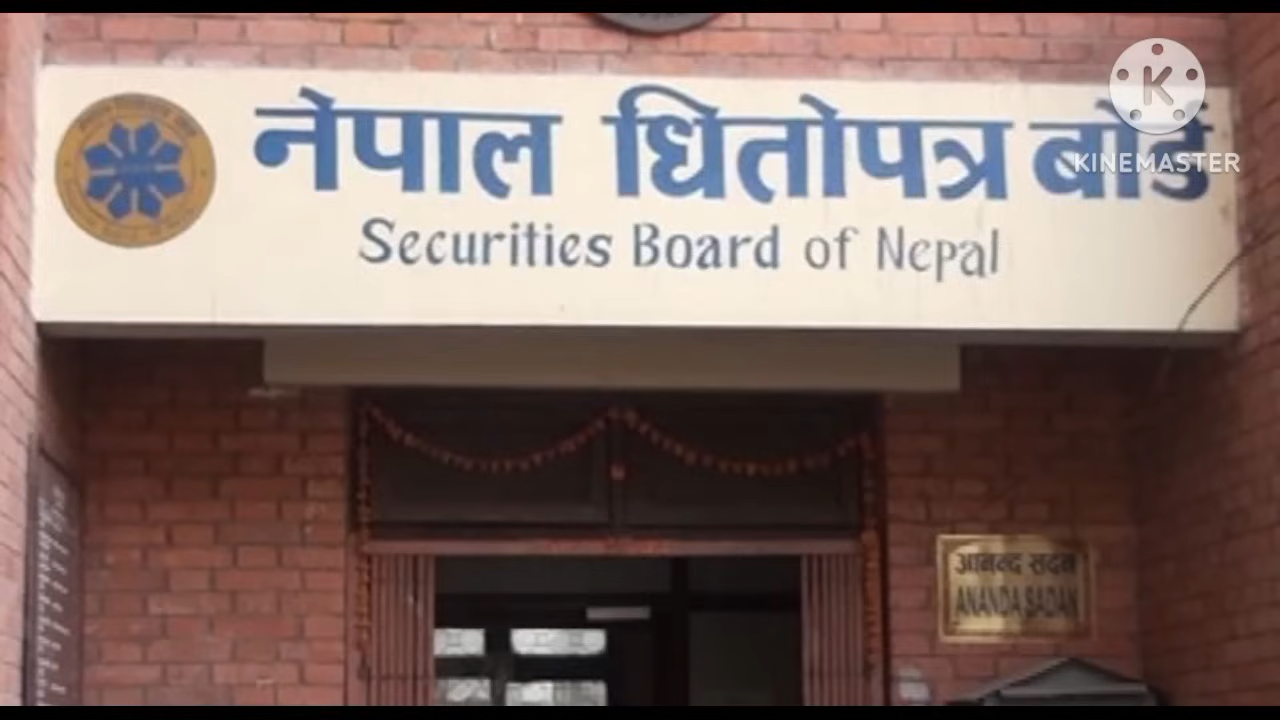 नेपाल धितोपत्र बोर्ड
Securities Board of Nepal
K
KINEMASTER
आनन्द सदन
ANANDA SADAN